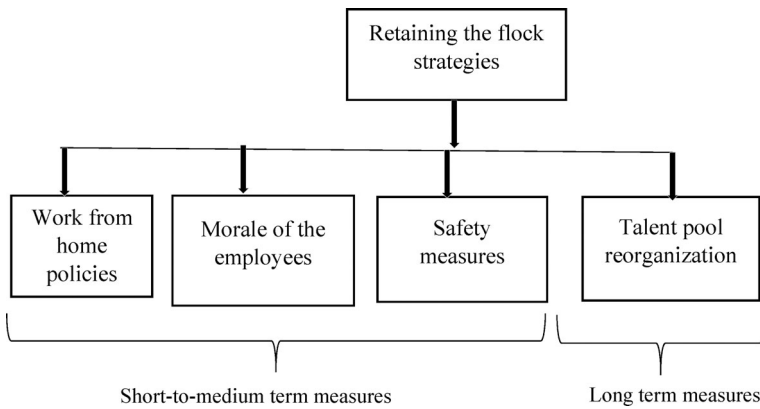 Retaining the flock
strategies
Work from
home
policies
Morale of the
employees
Safety
measures
Talent pool
reorganization
Short-to-medium term measures
Long term measures